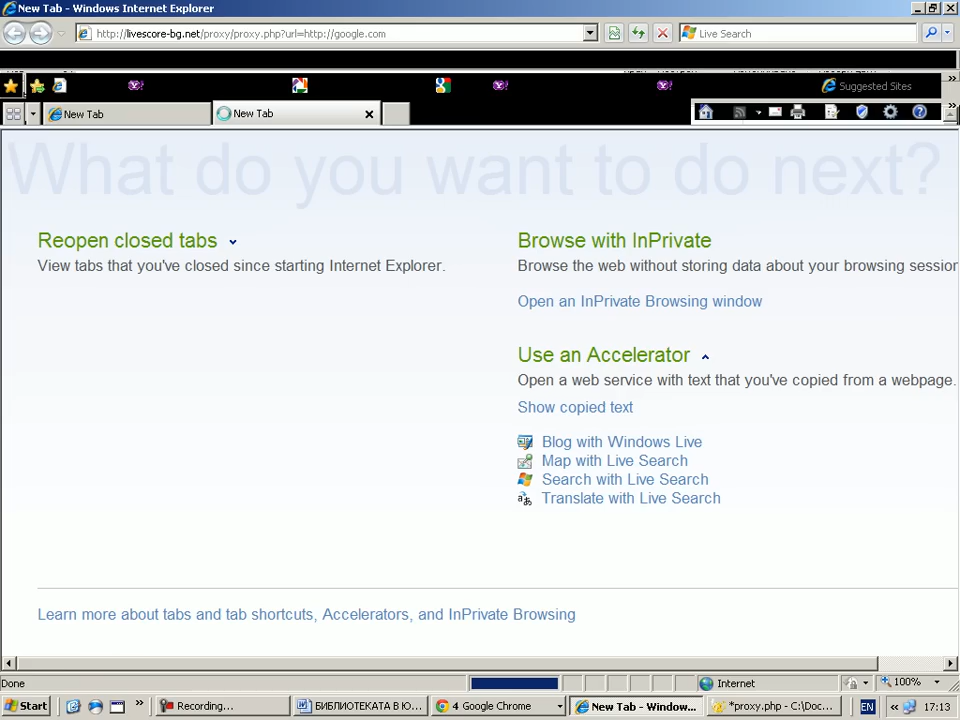 New Tab - Windows Internet Explorer
http://livescore-bg.net/proxy/proxy.php?url=http://google.com
Live Search
Suggested Sites
New Tab
New Tab
What do you want to do next?
Reopen closed tabs
View tabs that you've closed since starting Internet Explorer.
Browse with InPrivate
Browse the web without storing data about your browsing session
Open an InPrivate Browsing window
Use an Accelerator
Open a web service with text that you've copied from a webpage.
Show copied text
Blog with Windows Live
Map with Live Search
Search with Live Search
Translate with Live Search
Learn more about tabs and tab shortcuts, Accelerators, and InPrivate Browsing
Done
Internet
100%
Start
Recording...
БИБЛИОТЕКАТА В Ю...
4 Google Chrome
New Tab - Window...
*proxy.php - C:\Doc...
EN
17:13